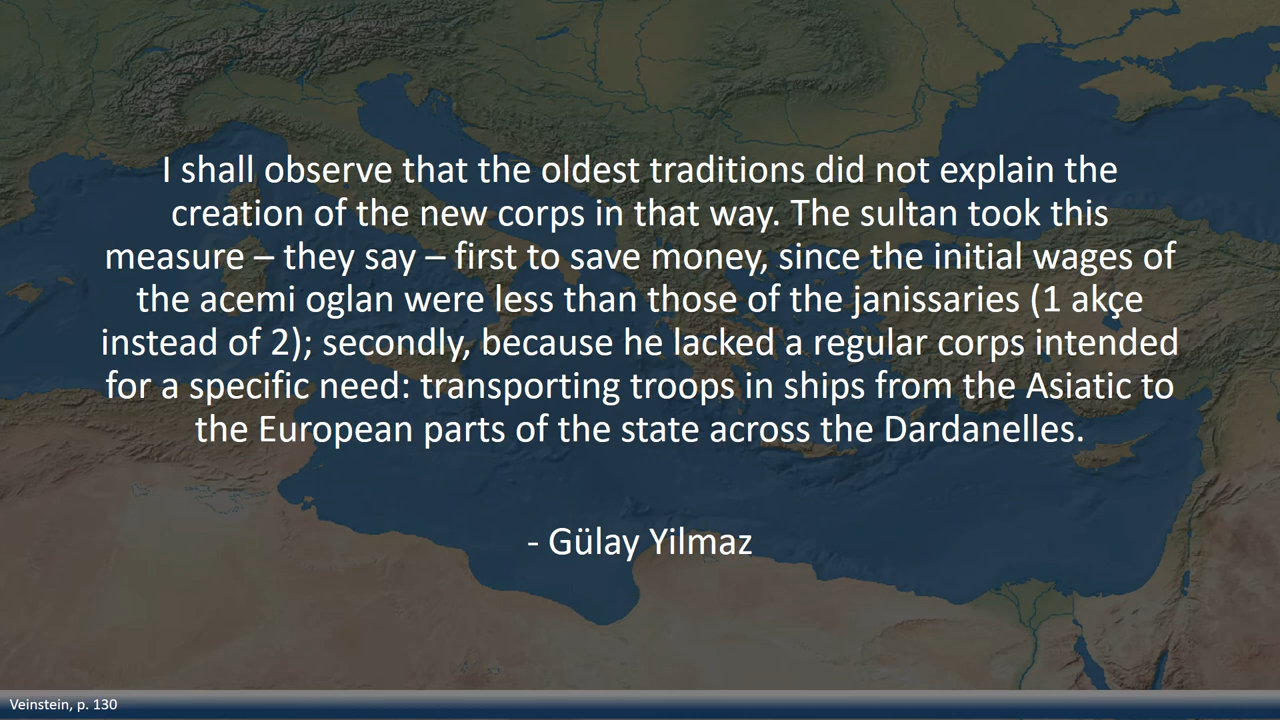 I shall observe that the oldest traditions did not explain the
creation of the new corps in that way. The sultan took this
measure – they say – first to save money, since the initial wages of
the acemi oglan were less than those of the janissaries (1 akçe
instead of 2); secondly, because he lacked a regular corps intended
for a specific need: transporting troops in ships from the Asiatic to
the European parts of the state across the Dardanelles.
- Gülay Yilmaz
Veinstein, p. 130